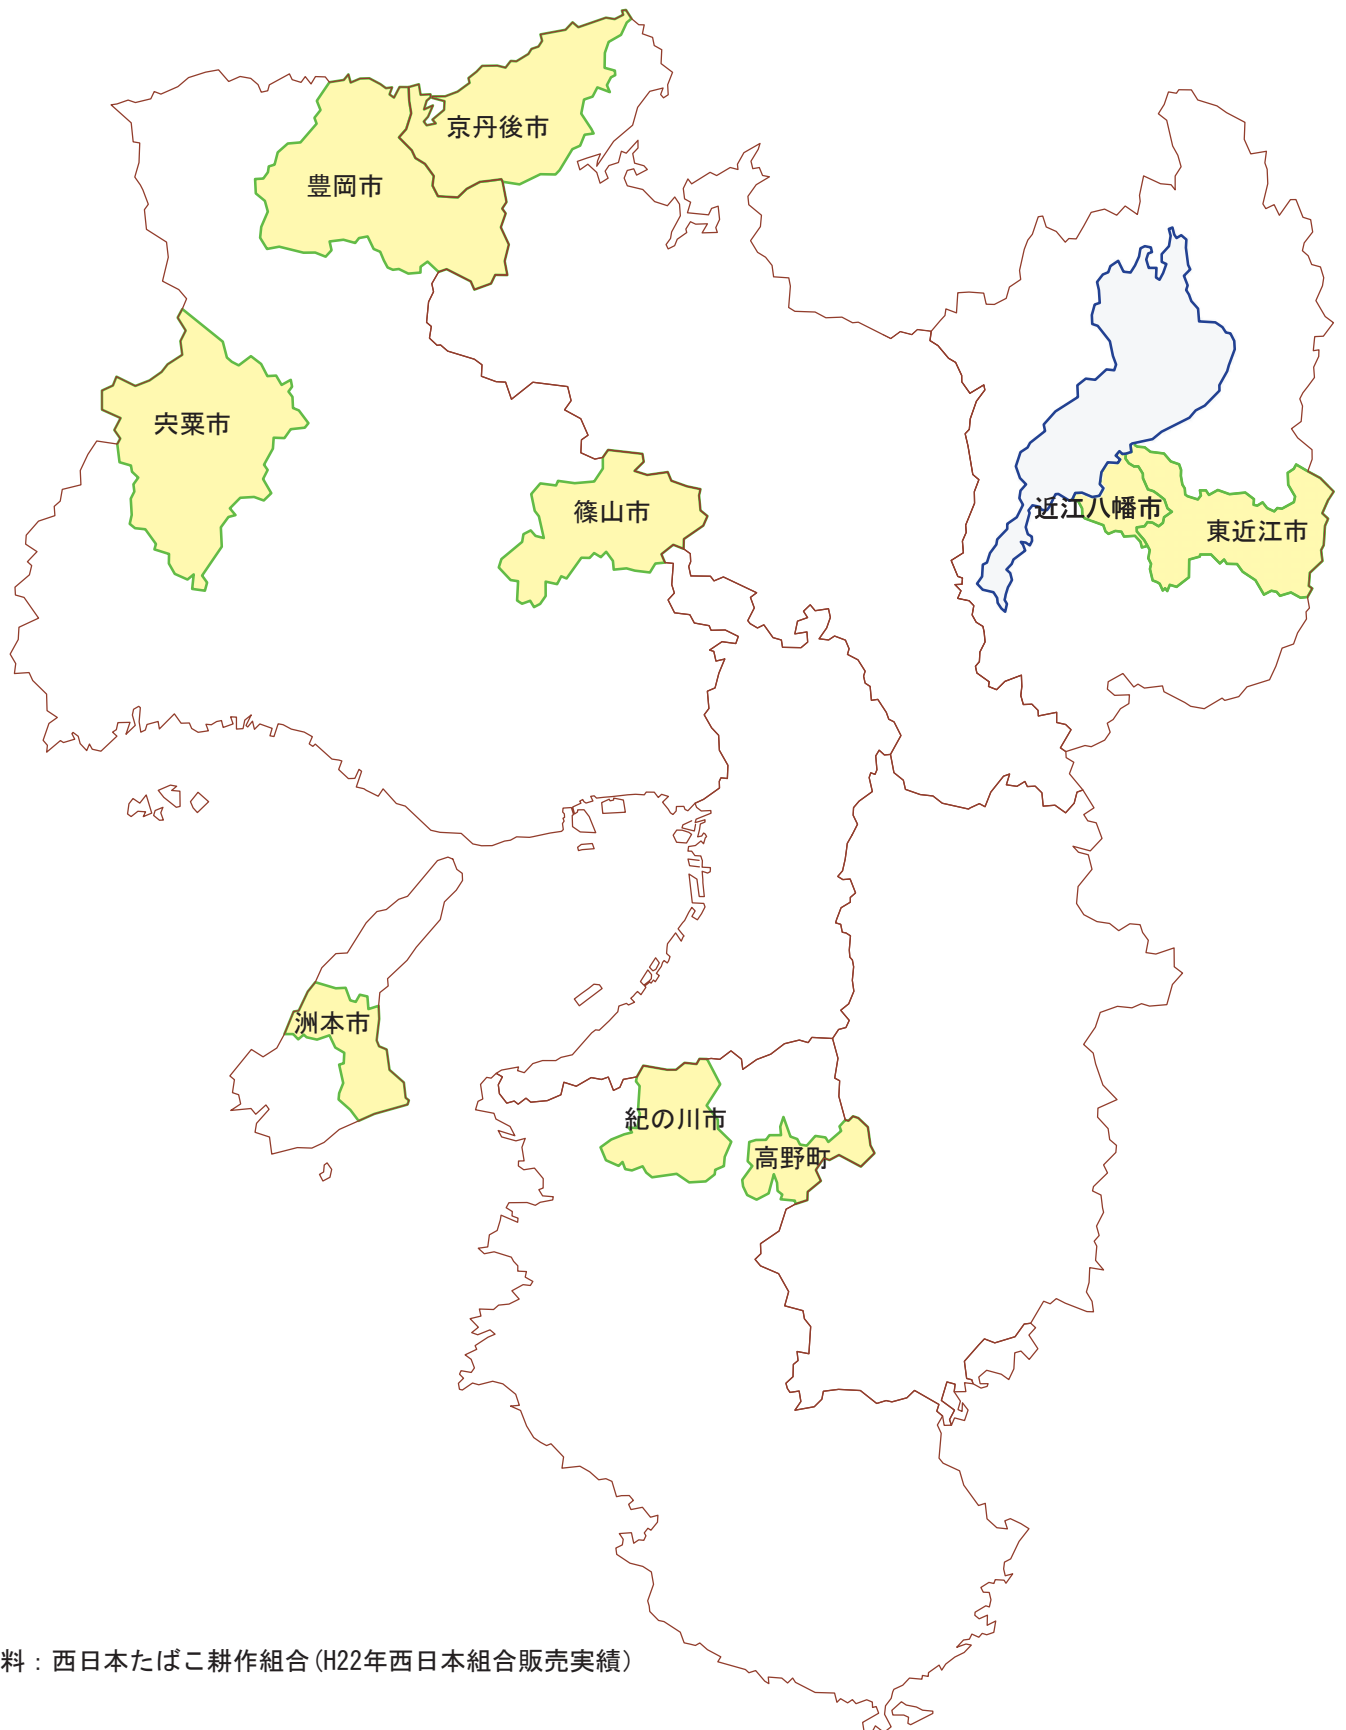 京丹後市
豊岡市
宍粟市
篠山市
近江八幡市
東近江市
洲本市
紀の川市
高野町
料：西日本たばこ耕作組合(H22年西日本組合販売実績)